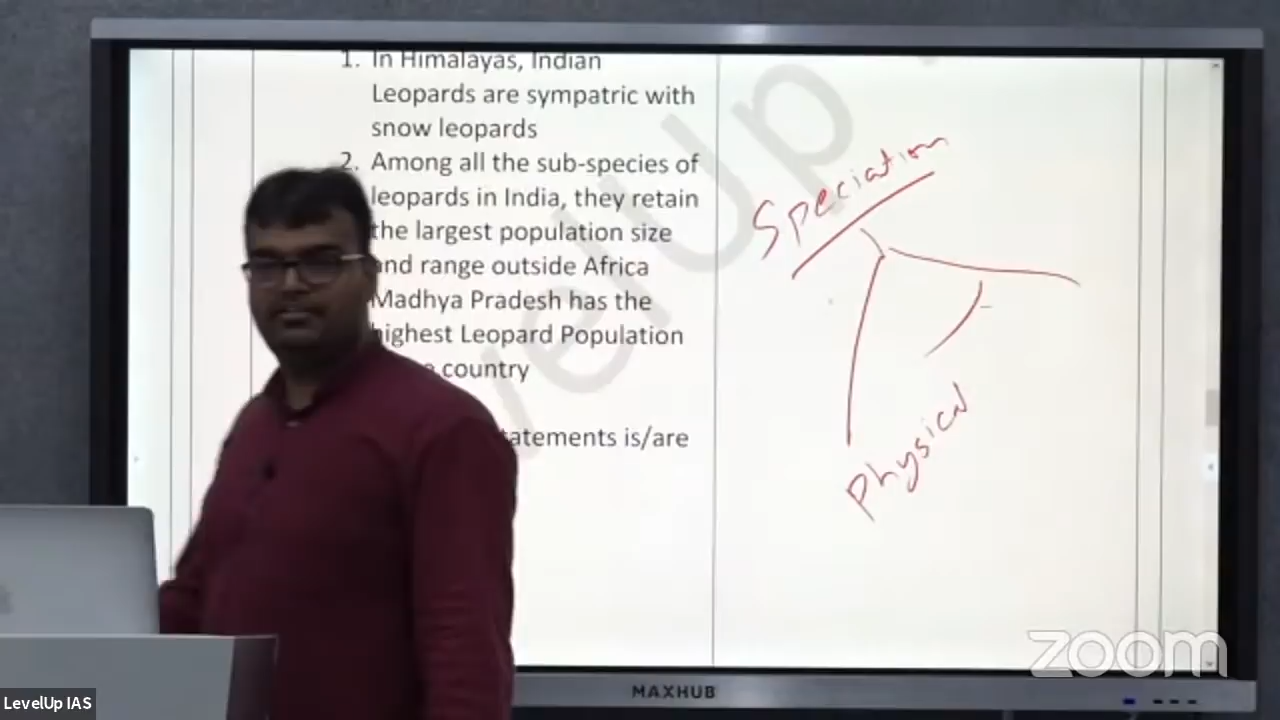 1. In Himalayas, Indian
Leopards are sympatric with
snow leopards
2. Among all the sub-species of
leopards in India, they retain
the largest population size
and range outside Africa
Madhya Pradesh has the
highest Leopard Population
country
statements is/are
Speciation
Physical
LevelUp
MAXHUB
zoom
LevelUp IAS